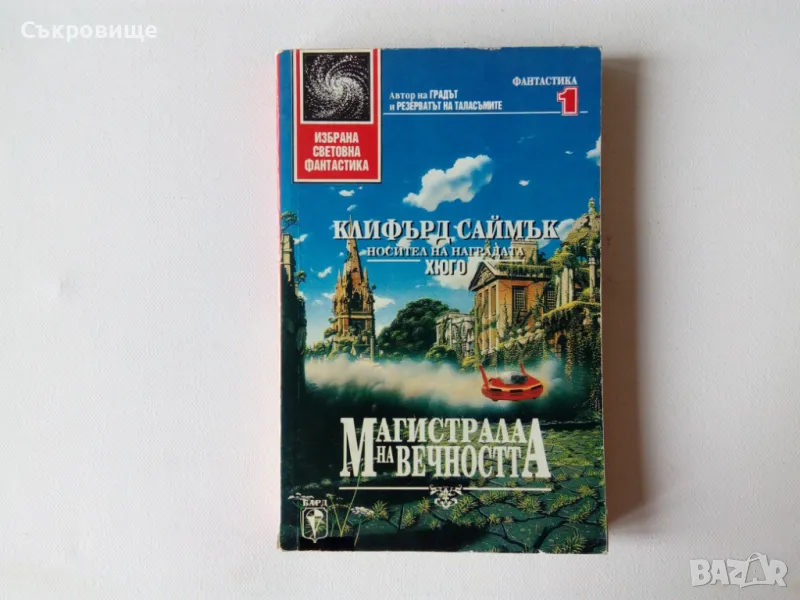 Съкровище
ИЗБРАНА
СВЕТОВНА
ФАНТАСТИКА
Автор на ГРАДЪТ
и РЕЗЕРВАТЪТ НА ТАЛАСЪМИТЕ
ФАНТАСТИКА
1
КЛИФЪРД САЙМЪК
НОСИТЕЛ НА НАГРАДАТА
ХЮГО
МАГИСТРАЛА
НА ВЕЧНОСТТА
БАРД
BAZAR